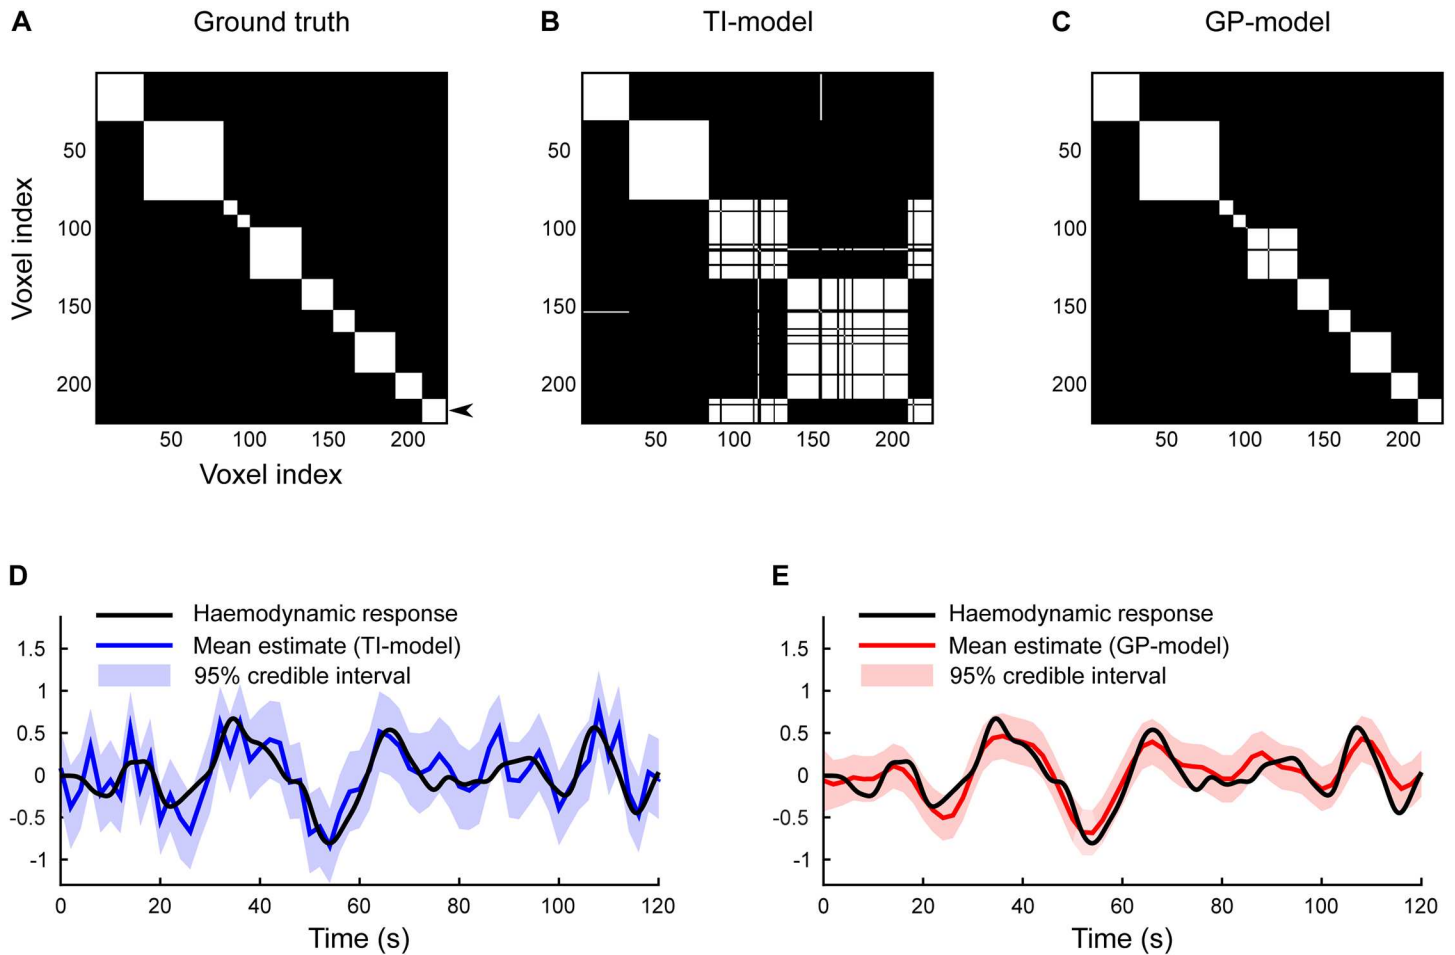 A Ground truth
B TI-model
C GP-model
Voxel index
50
100
150
200
50 100 150 200
Voxel index
50
100
150
200
50 100 150 200
50
100
150
200
50 100 150 200
D
Haemodynamic response
Mean estimate (TI-model)
95% credible interval
1.5
1
0.5
0
-0.5
-1
0 20 40 60 80 100 120
Time (s)
E
Haemodynamic response
Mean estimate (GP-model)
95% credible interval
1.5
1
0.5
0
-0.5
-1
0 20 40 60 80 100 120
Time (s)